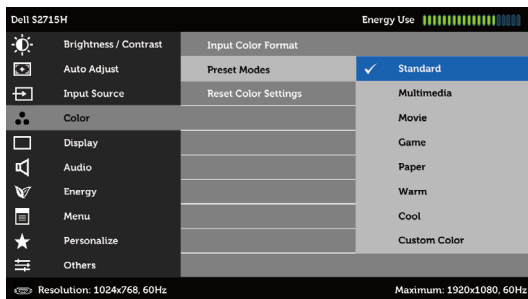 Dell S2715H
Energy Use
Brightness / Contrast
Auto Adjust
Input Source
Color
Display
Audio
Energy
Menu
Personalize
Others
Input Color Format
Preset Modes
Reset Color Settings
Standard
Multimedia
Movie
Game
Paper
Warm
Cool
Custom Color
Resolution: 1024x768, 60Hz
Maximum: 1920x1080, 60Hz